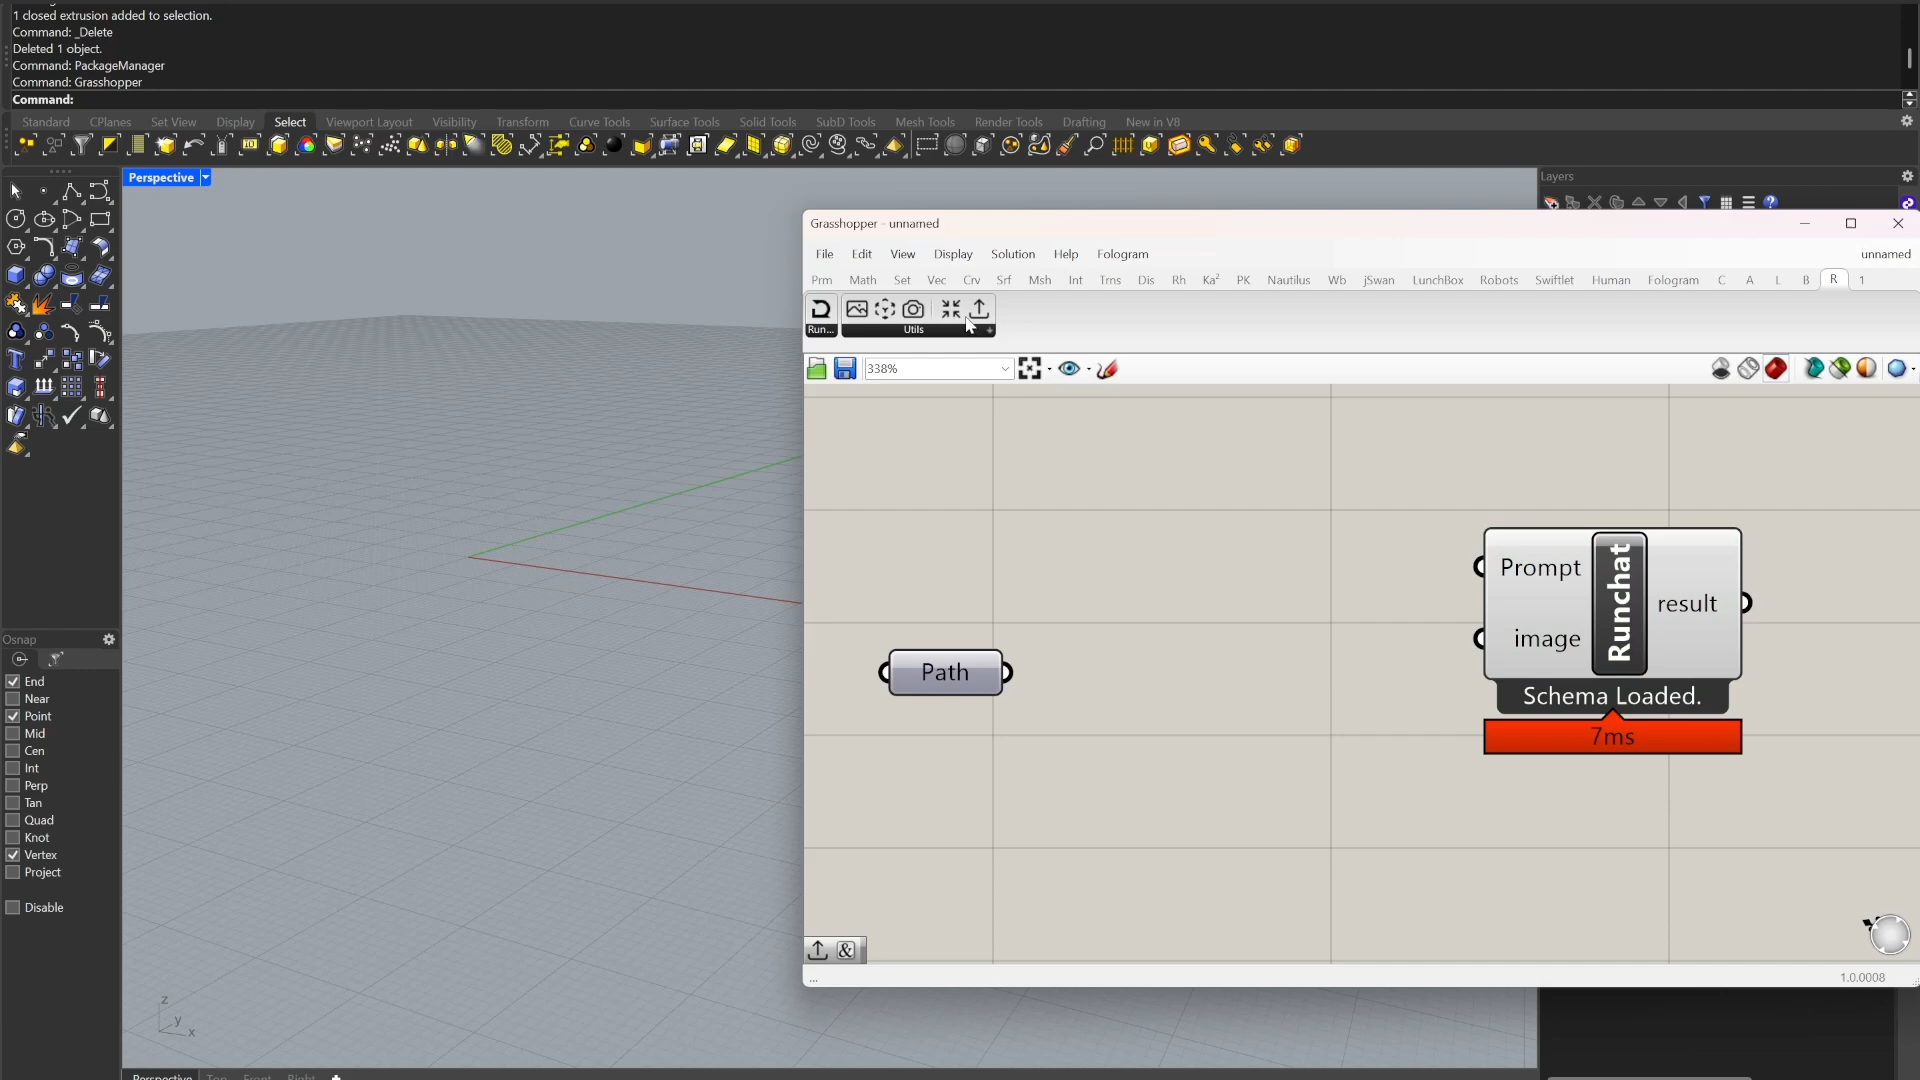 1 closed extrusion added to selection.
Command: _Delete
Deleted 1 object.
Command: PackageManager
Command: Grasshopper
Command:
Standard CPlanes Set View Display Select Viewport Layout Visibility Transform Curve Tools Surface Tools Solid Tools SubD Tools Mesh Tools Render Tools Drafting New in V8
Perspective
Layers
Grasshopper - unnamed
File Edit View Display Solution Help Fologram unnamed
Prm Math Set Vec Crv Srf Msh Int Trns Dis Rh Ka² PK Nautilus Wb jSwan LunchBox Robots Swiftlet Human Fologram C A L B R 1
Run... Utils
338%
Prompt
image
Runchat
result
Schema Loaded.
7ms
Path
Osnap
End
Near
Point
Mid
Cen
Int
Perp
Tan
Quad
Knot
Vertex
Project
Disable
&
...
1.0.0008
z
y
x
Perspective Top Front Right